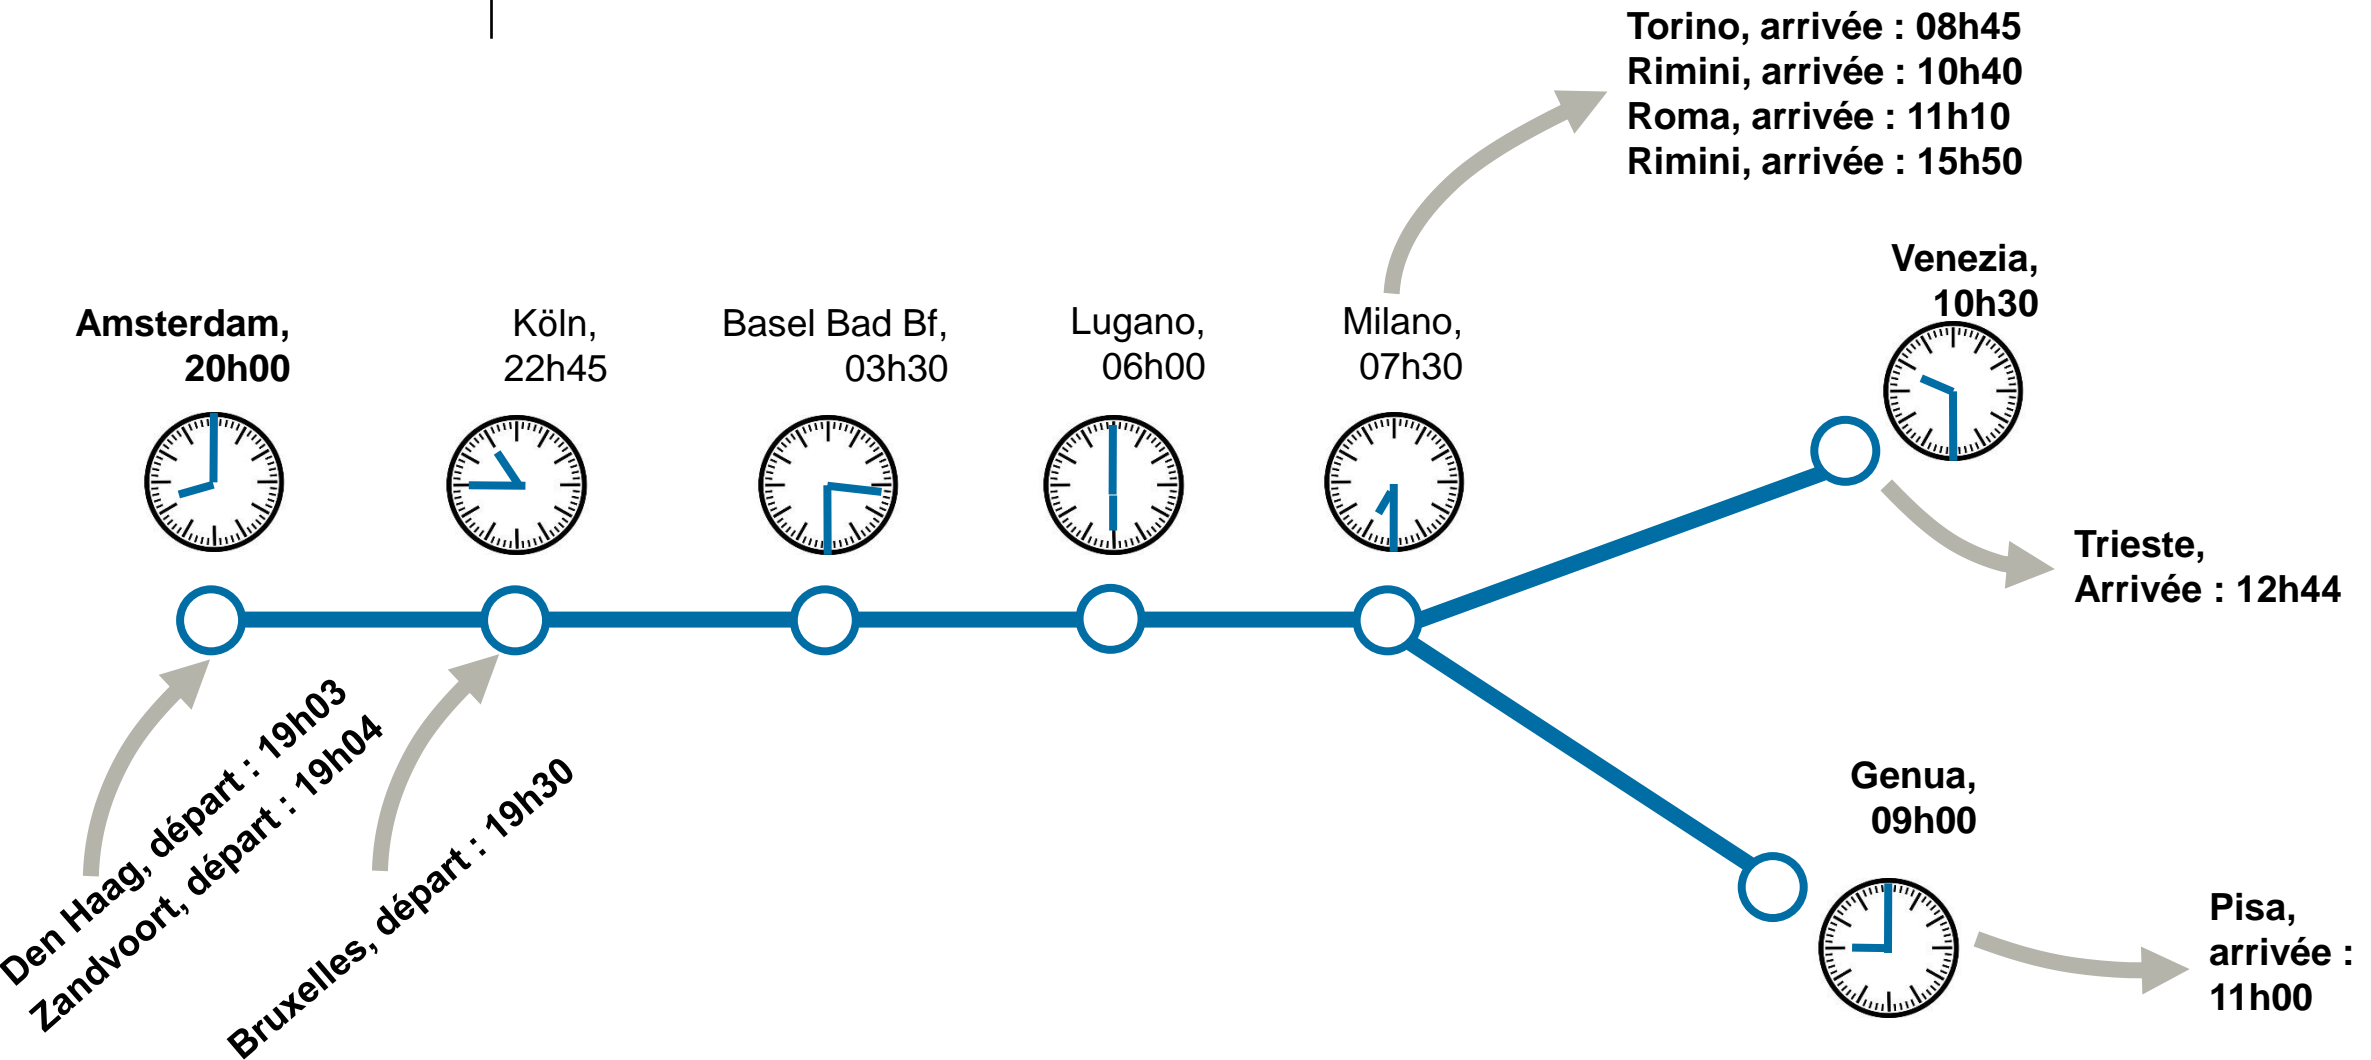 Torino, arrivée : 08h45
Rimini, arrivée : 10h40
Roma, arrivée : 11h10
Rimini, arrivée : 15h50
Venezia,
10h30
Amsterdam,
20h00
Köln,
22h45
Basel Bad Bf,
03h30
Lugano,
06h00
Milano,
07h30
Trieste,
Arrivée : 12h44
Den Haag, départ : 19h03
Zandvoort, départ : 19h04
Bruxelles, départ : 19h30
Genua,
09h00
Pisa,
arrivée :
11h00